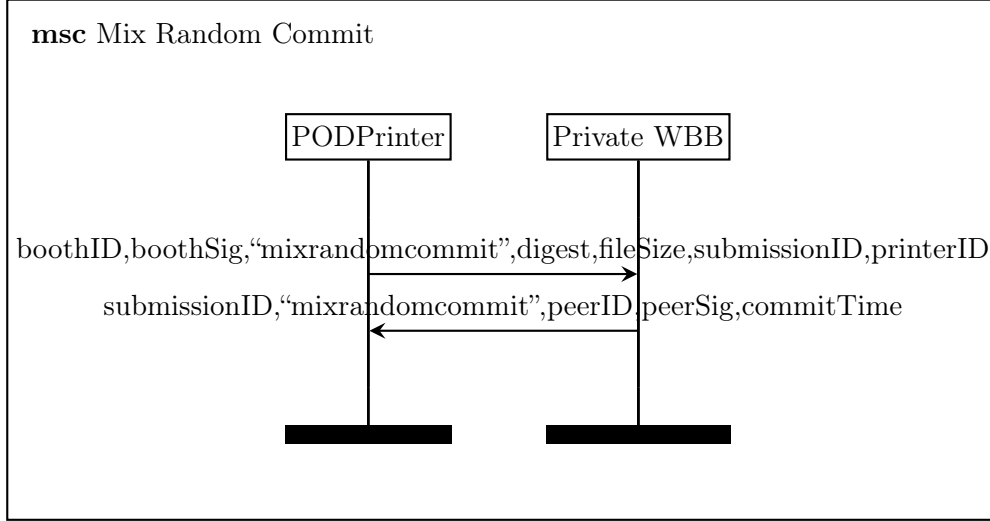 msc Mix Random Commit
PODPrinter
Private WBB
boothID,boothSig,“mixrandomcommit”,digest,fileSize,submissionID,printerID
submissionID,“mixrandomcommit”,peerID,peerSig,commitTime